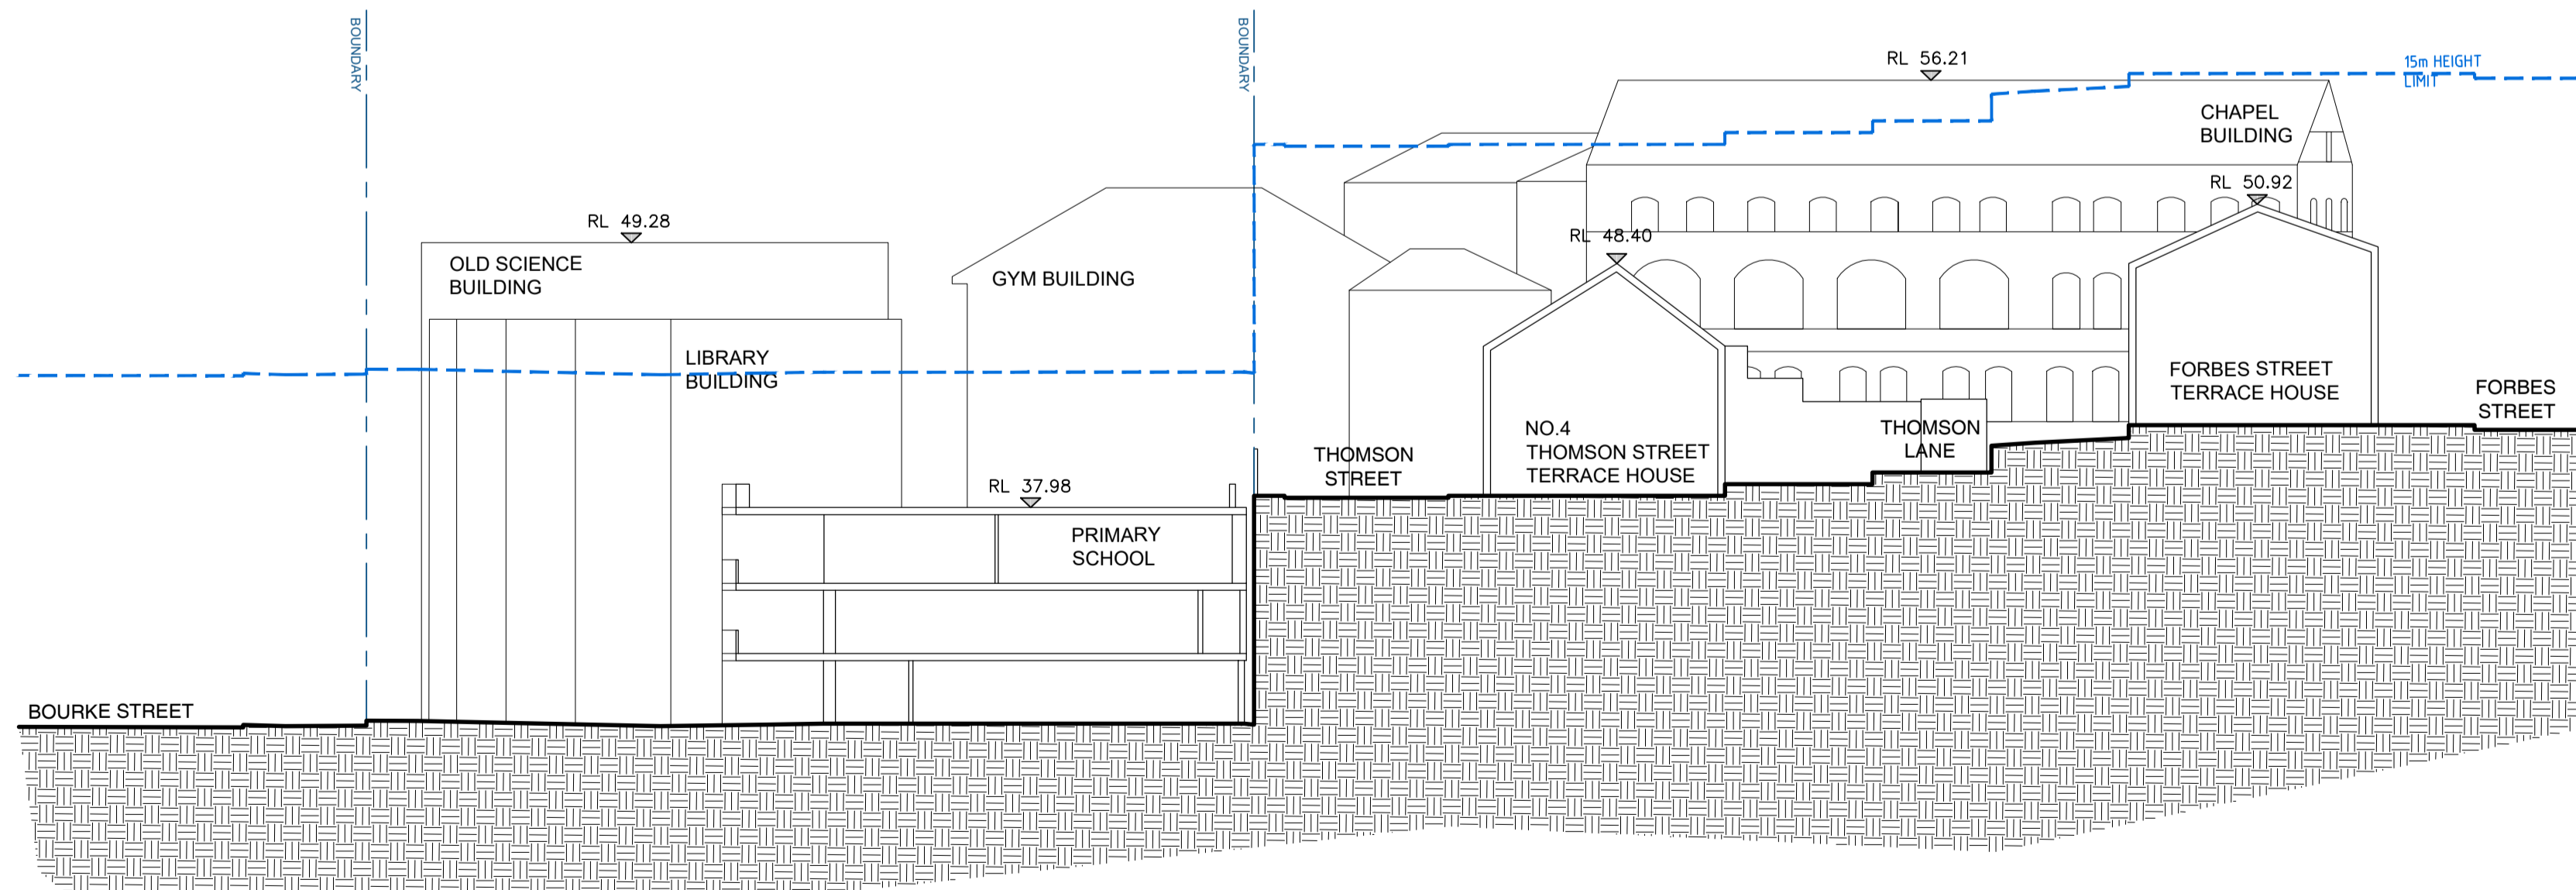 BOUNDARY
BOUNDARY
RL 56.21
15m HEIGHT
LIMIT
CHAPEL
BUILDING
RL 50.92
RL 49.28
RL 48.40
OLD SCIENCE
BUILDING
GYM BUILDING
LIBRARY
BUILDING
FORBES STREET
TERRACE HOUSE
FORBES
STREET
NO.4
THOMSON STREET
TERRACE HOUSE
THOMSON
LANE
THOMSON
STREET
RL 37.98
PRIMARY
SCHOOL
BOURKE STREET